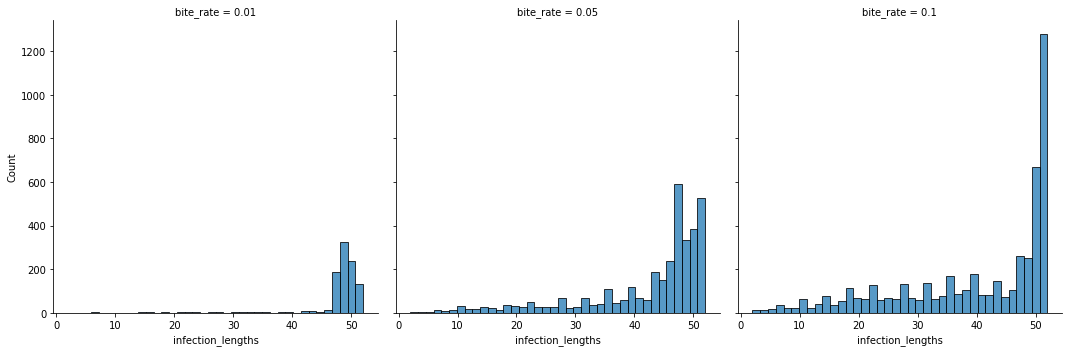 bite_rate = 0.01
bite_rate = 0.05
bite_rate = 0.1
Count
1200
1000
800
600
400
200
0
0 10 20 30 40 50
0 10 20 30 40 50
0 10 20 30 40 50
infection_lengths
infection_lengths
infection_lengths